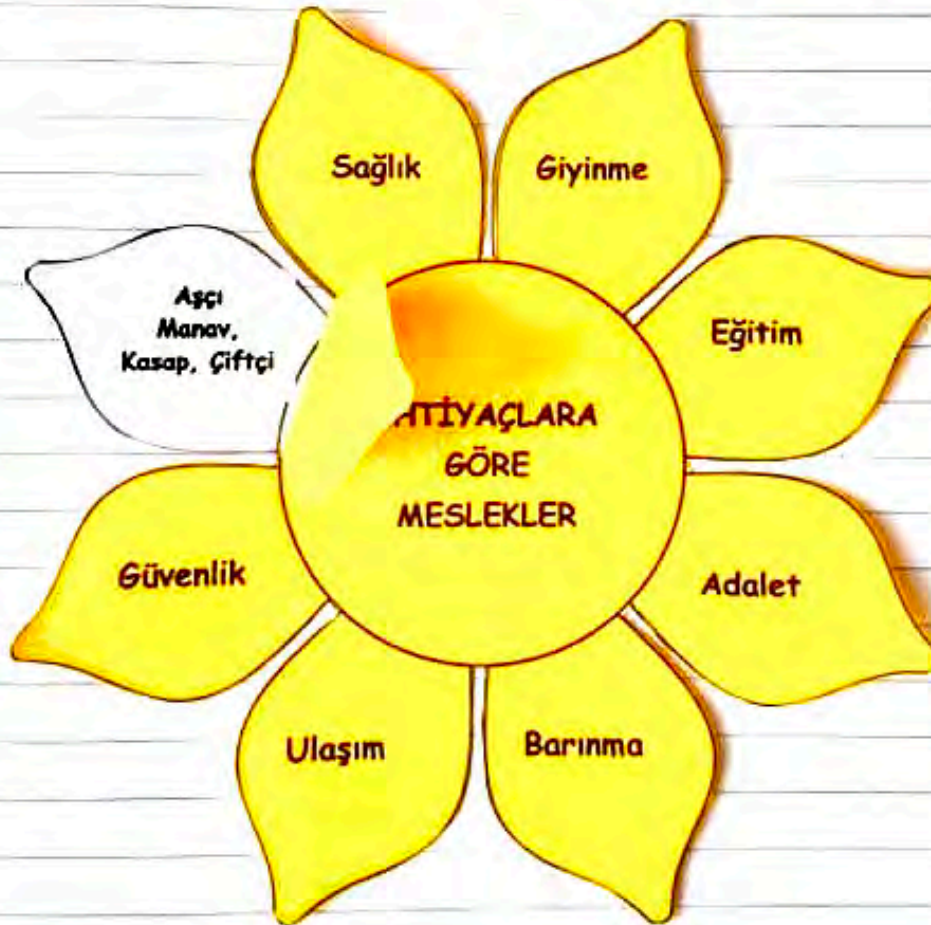 Sağlık
Giyinme
Aşçı
Manav,
Kasap, Çiftçi
Eğitim
HTİYAÇLARA
GÖRE
MESLEKLER
Güvenlik
Adalet
Ulaşım
Barınma